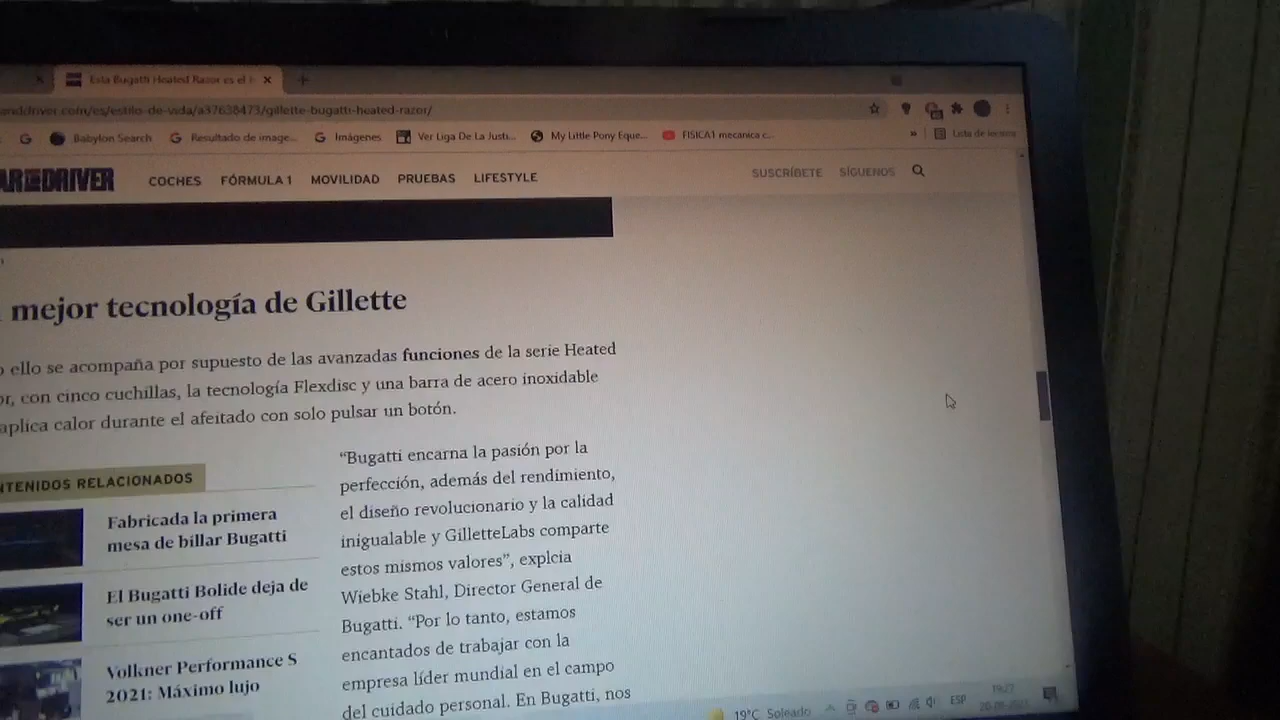 Esta Bugatti Heated Razor es el
anddriver.com/es/estilo-de-vida/a37638473/gillette-bugatti-heated-razor/
Babylon Search Resultado de image... Imágenes Ver Liga De La Justi... My Little Pony Eque... FISICA1 mecanica c... » Lista de lectura
AR AND DRIVER COCHES FÓRMULA 1 MOVILIDAD PRUEBAS LIFESTYLE SUSCRÍBETE SÍGUENOS
mejor tecnología de Gillette
o ello se acompaña por supuesto de las avanzadas funciones de la serie Heated
or, con cinco cuchillas, la tecnología Flexdisc y una barra de acero inoxidable
aplica calor durante el afeitado con solo pulsar un botón.
NTENIDOS RELACIONADOS
Fabricada la primera
mesa de billar Bugatti
El Bugatti Bolide deja de
ser un one-off
Volkner Performance S
2021: Máximo lujo
“Bugatti encarna la pasión por la
perfección, además del rendimiento,
el diseño revolucionario y la calidad
inigualable y GilletteLabs comparte
estos mismos valores”, explcia
Wiebke Stahl, Director General de
Bugatti. “Por lo tanto, estamos
encantados de trabajar con la
empresa líder mundial en el campo
del cuidado personal. En Bugatti, nos
19°C Soleado ESP 19:27